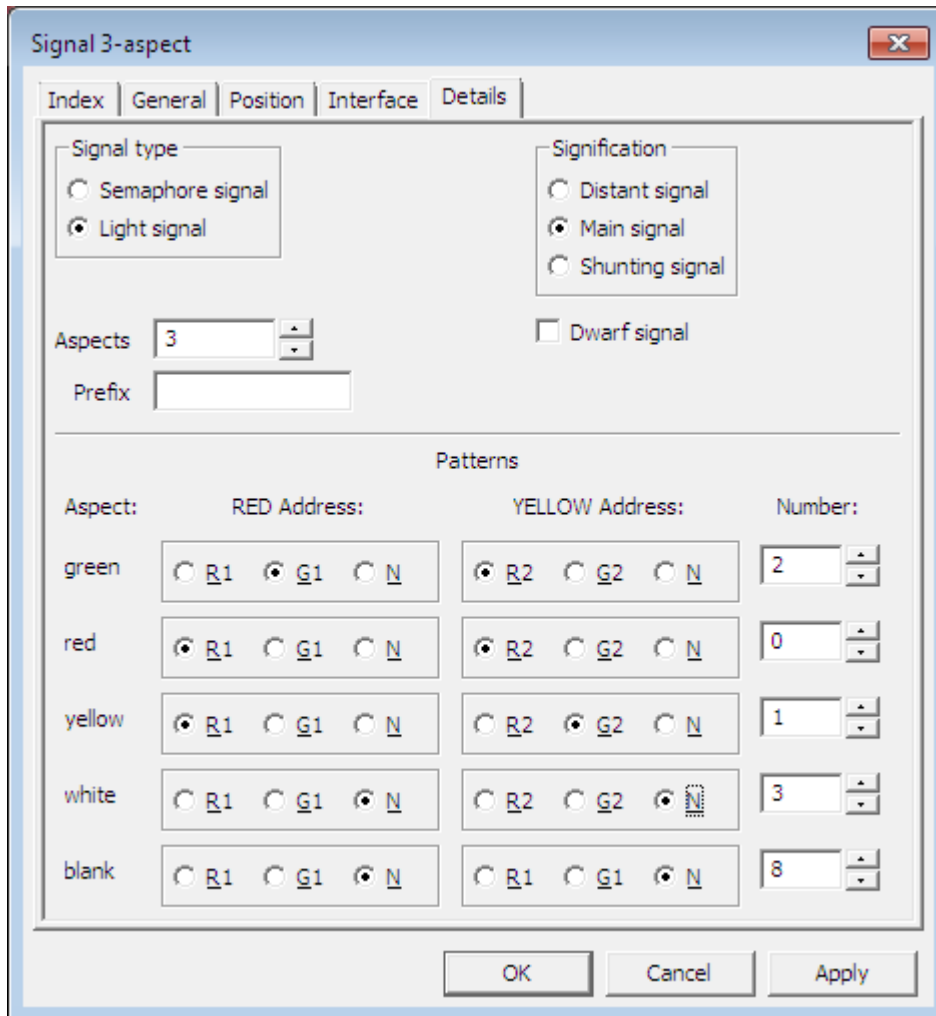 Signal 3-aspect
Index General Position Interface Details
Signal type Signification
Semaphore signal Distant signal
Light signal Main signal
Shunting signal
Aspects 3 Dwarf signal
Prefix
Patterns
Aspect: RED Address: YELLOW Address: Number:
green R1 G1 N R2 G2 N 2
red R1 G1 N R2 G2 N 0
yellow R1 G1 N R2 G2 N 1
white R1 G1 N R2 G2 N 3
blank R1 G1 N R1 G1 N 8
OK Cancel Apply